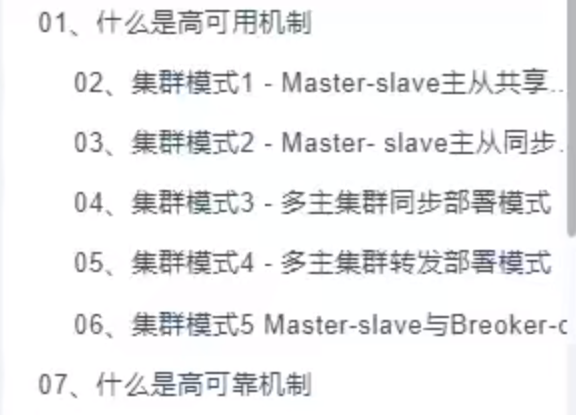 01、什么是高可用机制
02、集群模式1 - Master-slave主从共享...
03、集群模式2 - Master- slave主从同步.
04、集群模式3 - 多主集群同步部署模式
05、集群模式4 - 多主集群转发部署模式
06、集群模式5 Master-slave与Breoker-c
07、什么是高可靠机制